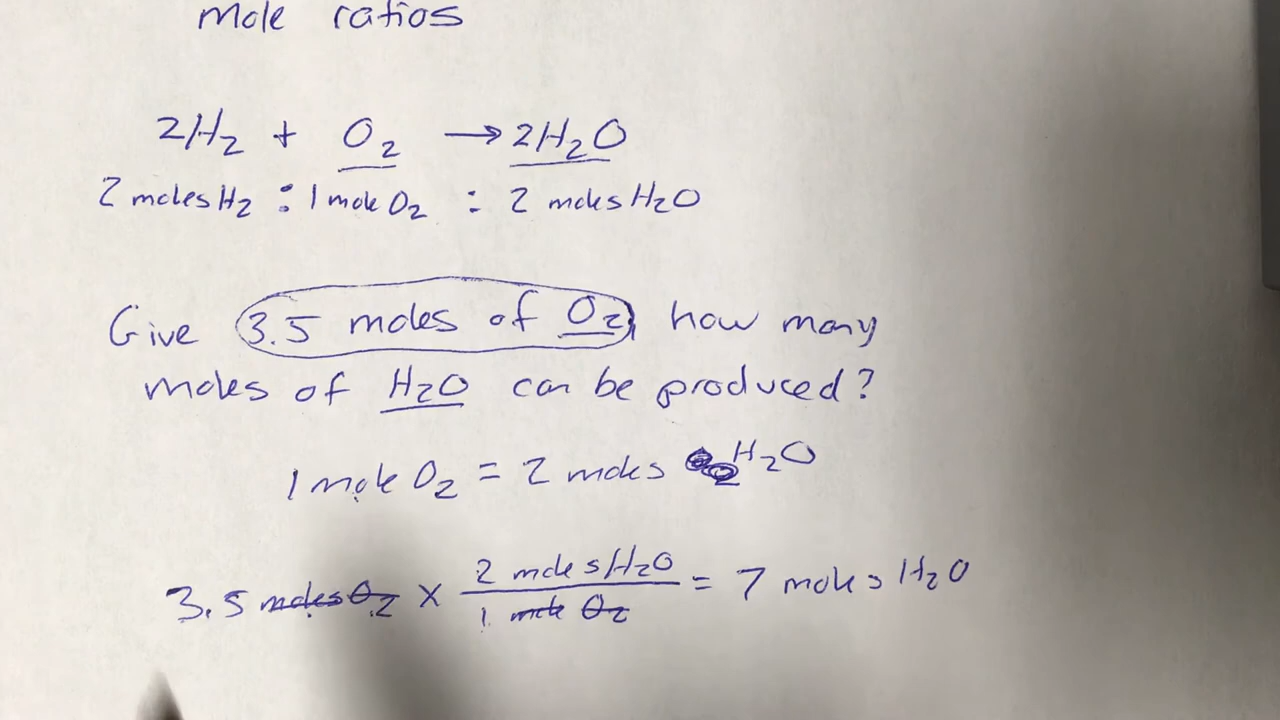 mole ratios
2H₂ + O₂ → 2H₂O
2 moles H₂ : 1 mole O₂ : 2 moles H₂O
Give 3.5 moles of O₂, how many
moles of H₂O can be produced?
1 mole O₂ = 2 moles H₂O
3.5 moles O₂ × 2 moles H₂O / 1 mole O₂ = 7 moles H₂O